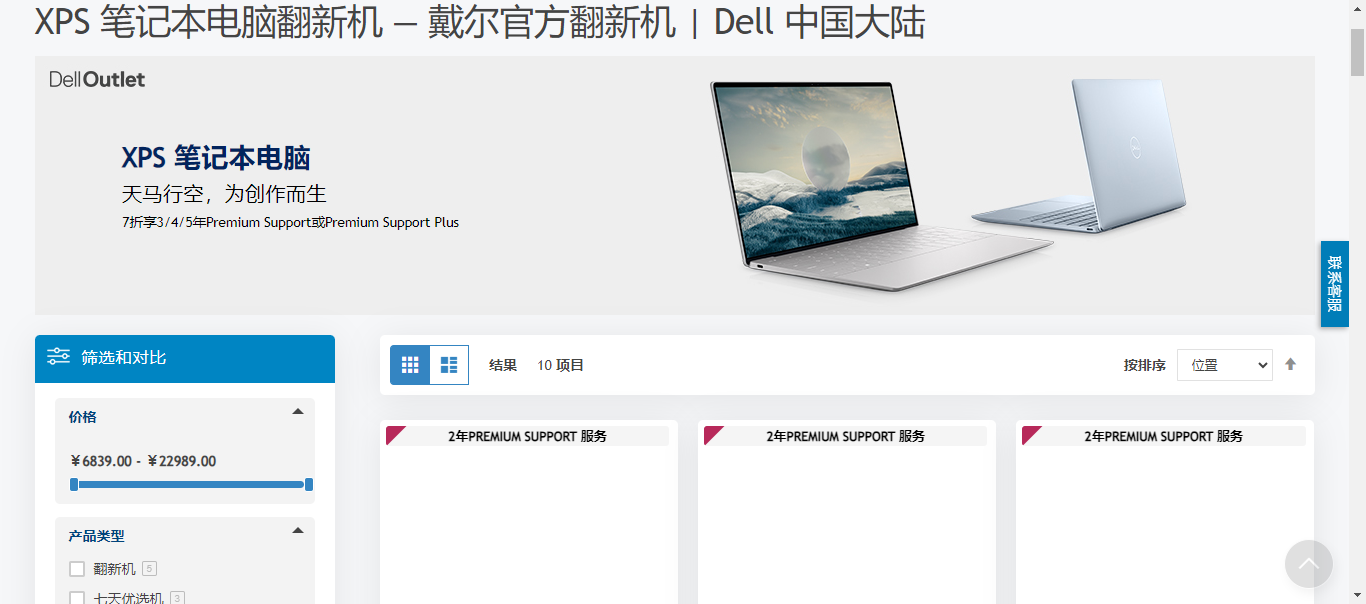 XPS 笔记本电脑翻新机 – 戴尔官方翻新机 | Dell 中国大陆
DellOutlet
XPS 笔记本电脑
天马行空，为创作而生
7折享3/4/5年Premium Support或Premium Support Plus
联系客服
筛选和对比
结果 10 项目
按排序 位置
价格
￥6839.00 - ￥22989.00
产品类型
翻新机 5
七天优选机 3
2年PREMIUM SUPPORT 服务
2年PREMIUM SUPPORT 服务
2年PREMIUM SUPPORT 服务